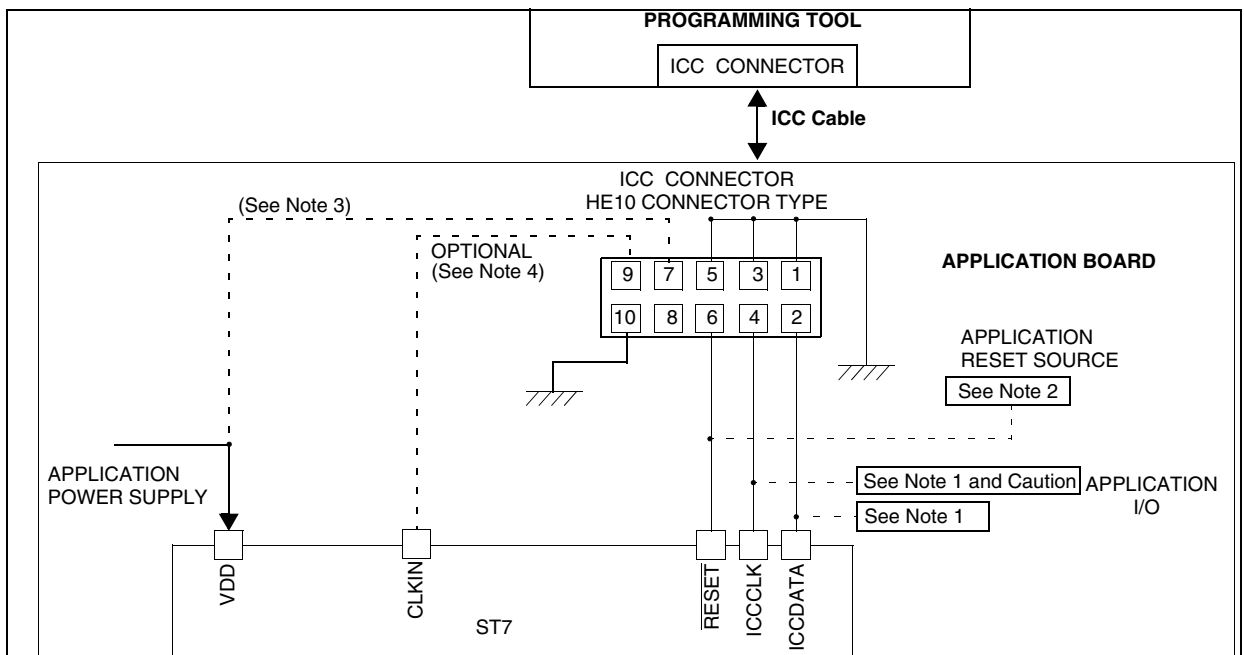 PROGRAMMING TOOL
ICC CONNECTOR
ICC Cable
ICC CONNECTOR
HE10 CONNECTOR TYPE
(See Note 3)
OPTIONAL
(See Note 4)
9 7 5 3 1
10 8 6 4 2
APPLICATION BOARD
APPLICATION
RESET SOURCE
See Note 2
APPLICATION
POWER SUPPLY
See Note 1 and Caution
See Note 1
APPLICATION
I/O
VDD
CLKIN
RESET
ICCCLK
ICCDATA
ST7